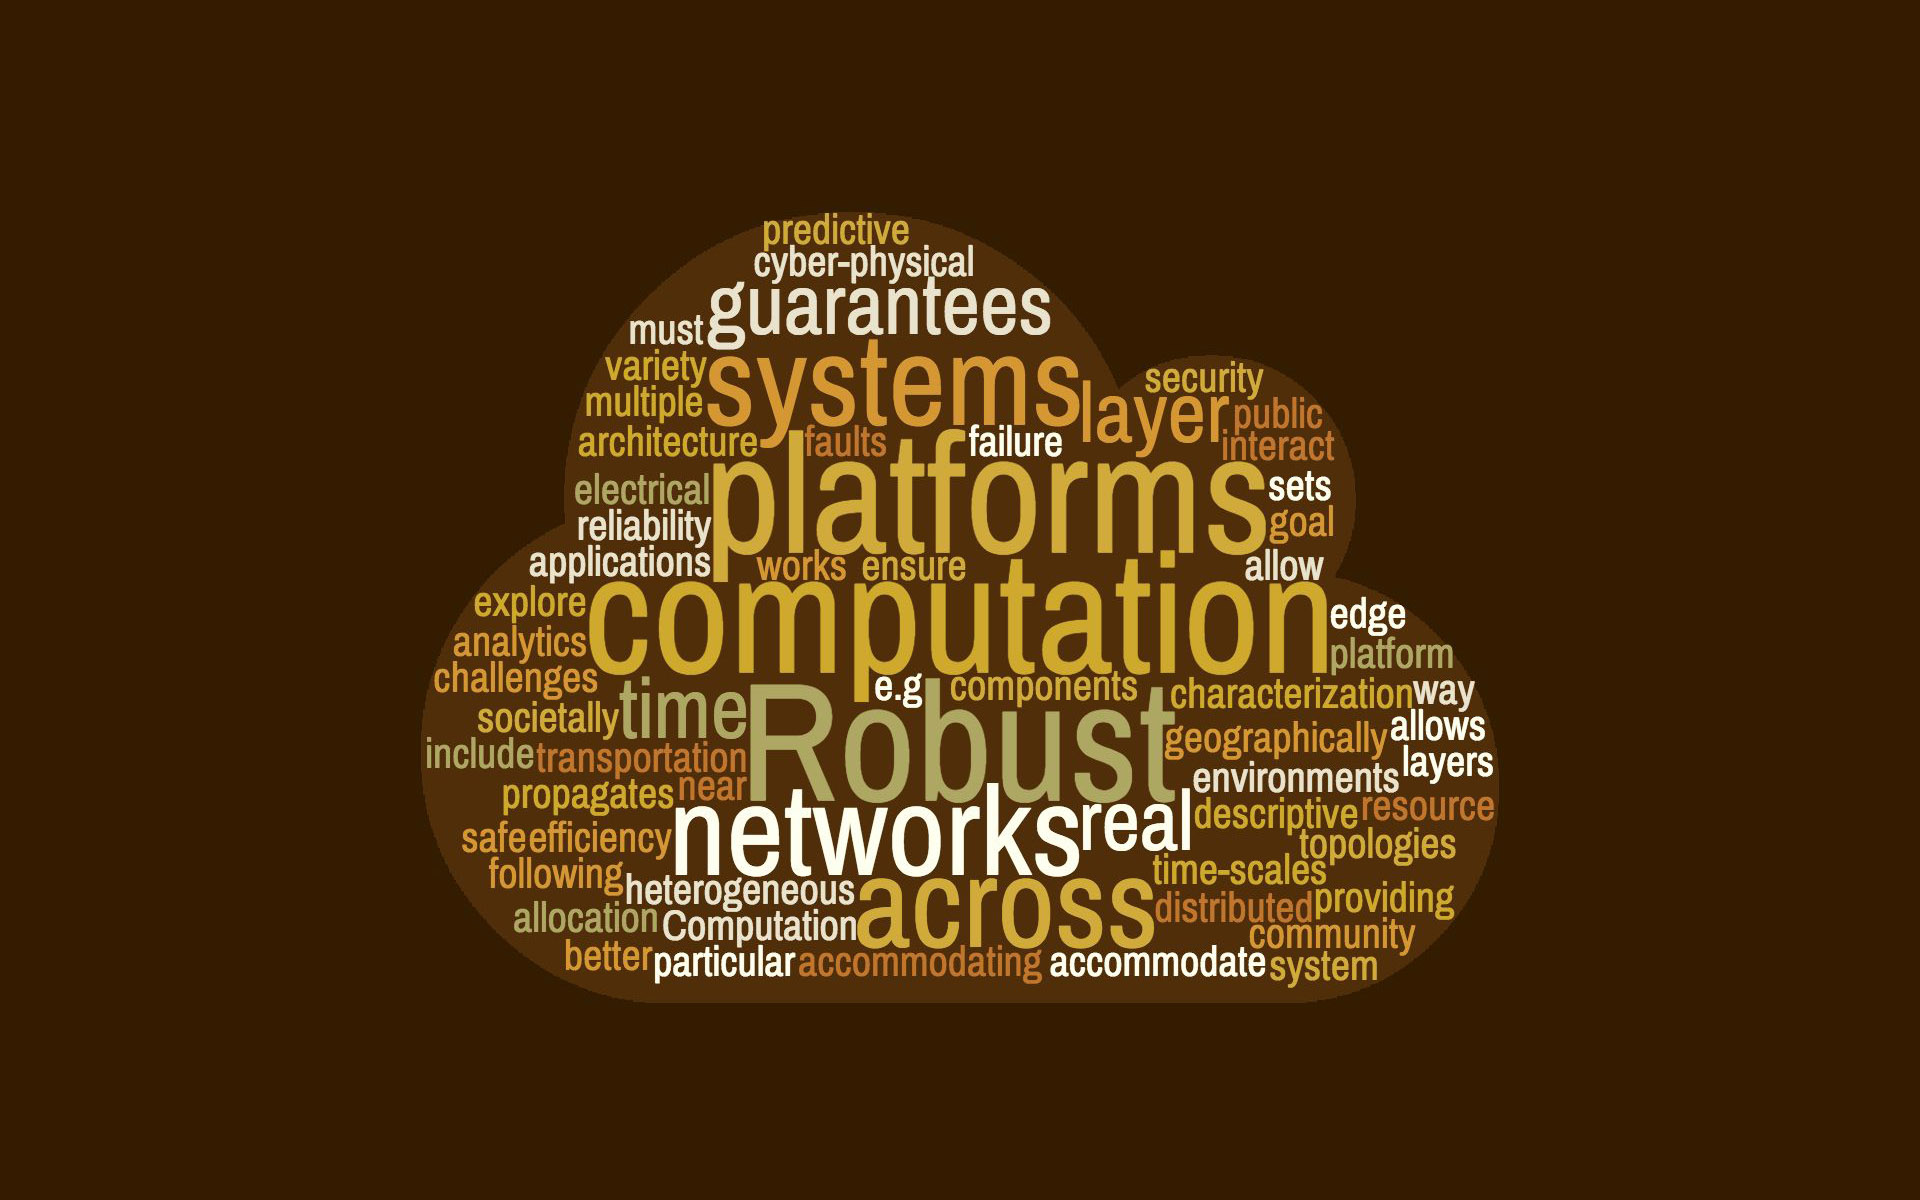 predictive
cyber-physical
must guarantees
variety systems security
multiple layer public
architecture faults failure interact
electrical platforms sets
reliability goal
applications works ensure allow
explore computation edge
analytics platform
challenges e.g components characterization way
societally time Robust geographically allows
include transportation environments layers
propagates near descriptive resource
safe efficiency networks real topologies
following time-scales
heterogeneous across distributed providing
allocation Computation community
better particular accommodating accommodate system